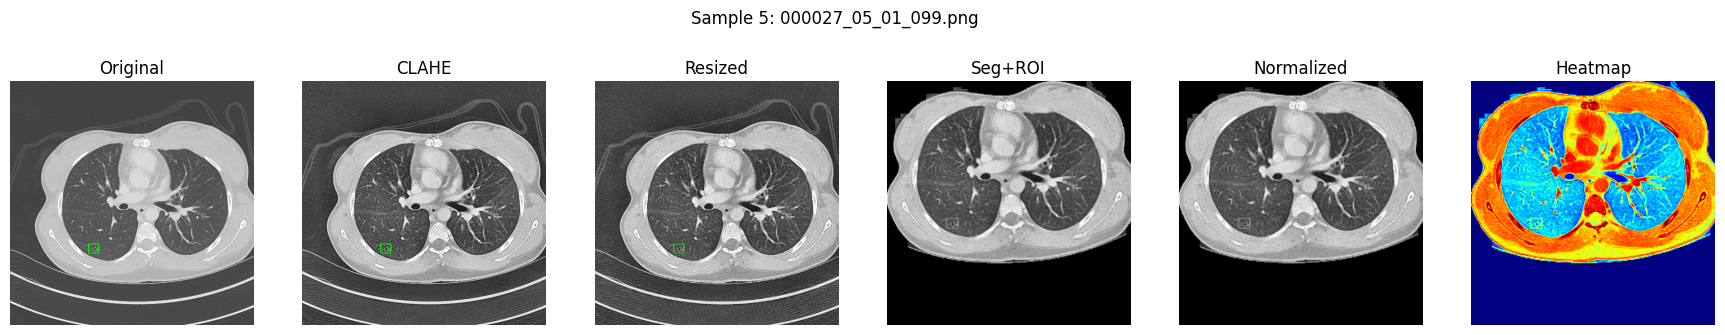 Sample 5: 000027_05_01_099.png
Original
CLAHE
Resized
Seg+ROI
Normalized
Heatmap